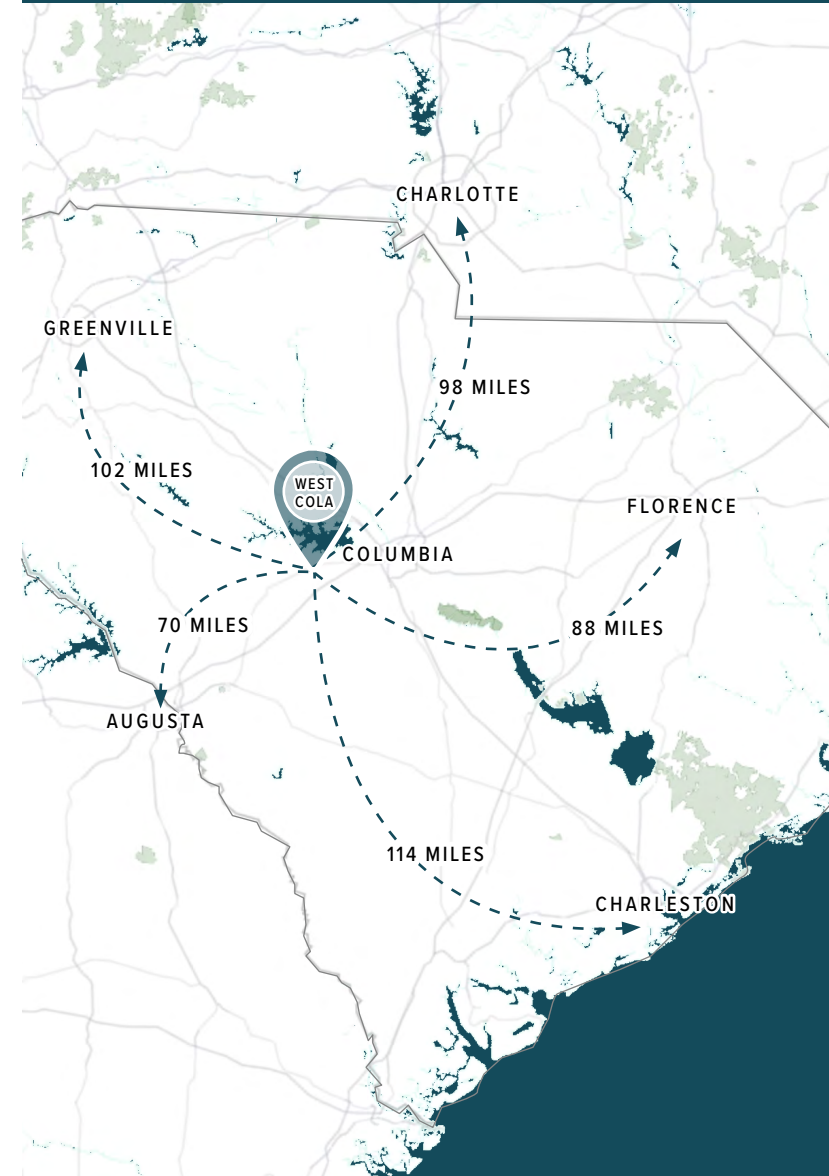 CHARLOTTE
GREENVILLE
98 MILES
102 MILES
WEST
COLA
FLORENCE
COLUMBIA
70 MILES
88 MILES
AUGUSTA
114 MILES
CHARLESTON